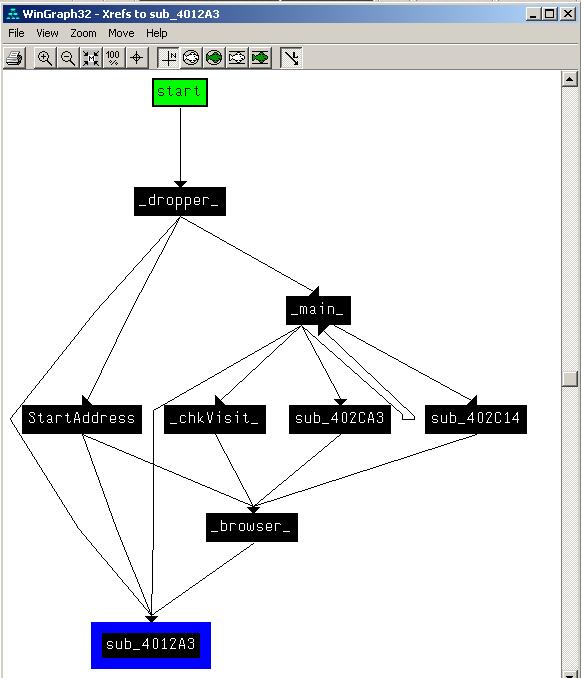 WinGraph32 - Xrefs to sub_4012A3
File View Zoom Move Help
100 %
N
start
_dropper_
_main_
StartAddress _chkVisit_ sub_402CA3 sub_402C14
_browser_
sub_4012A3